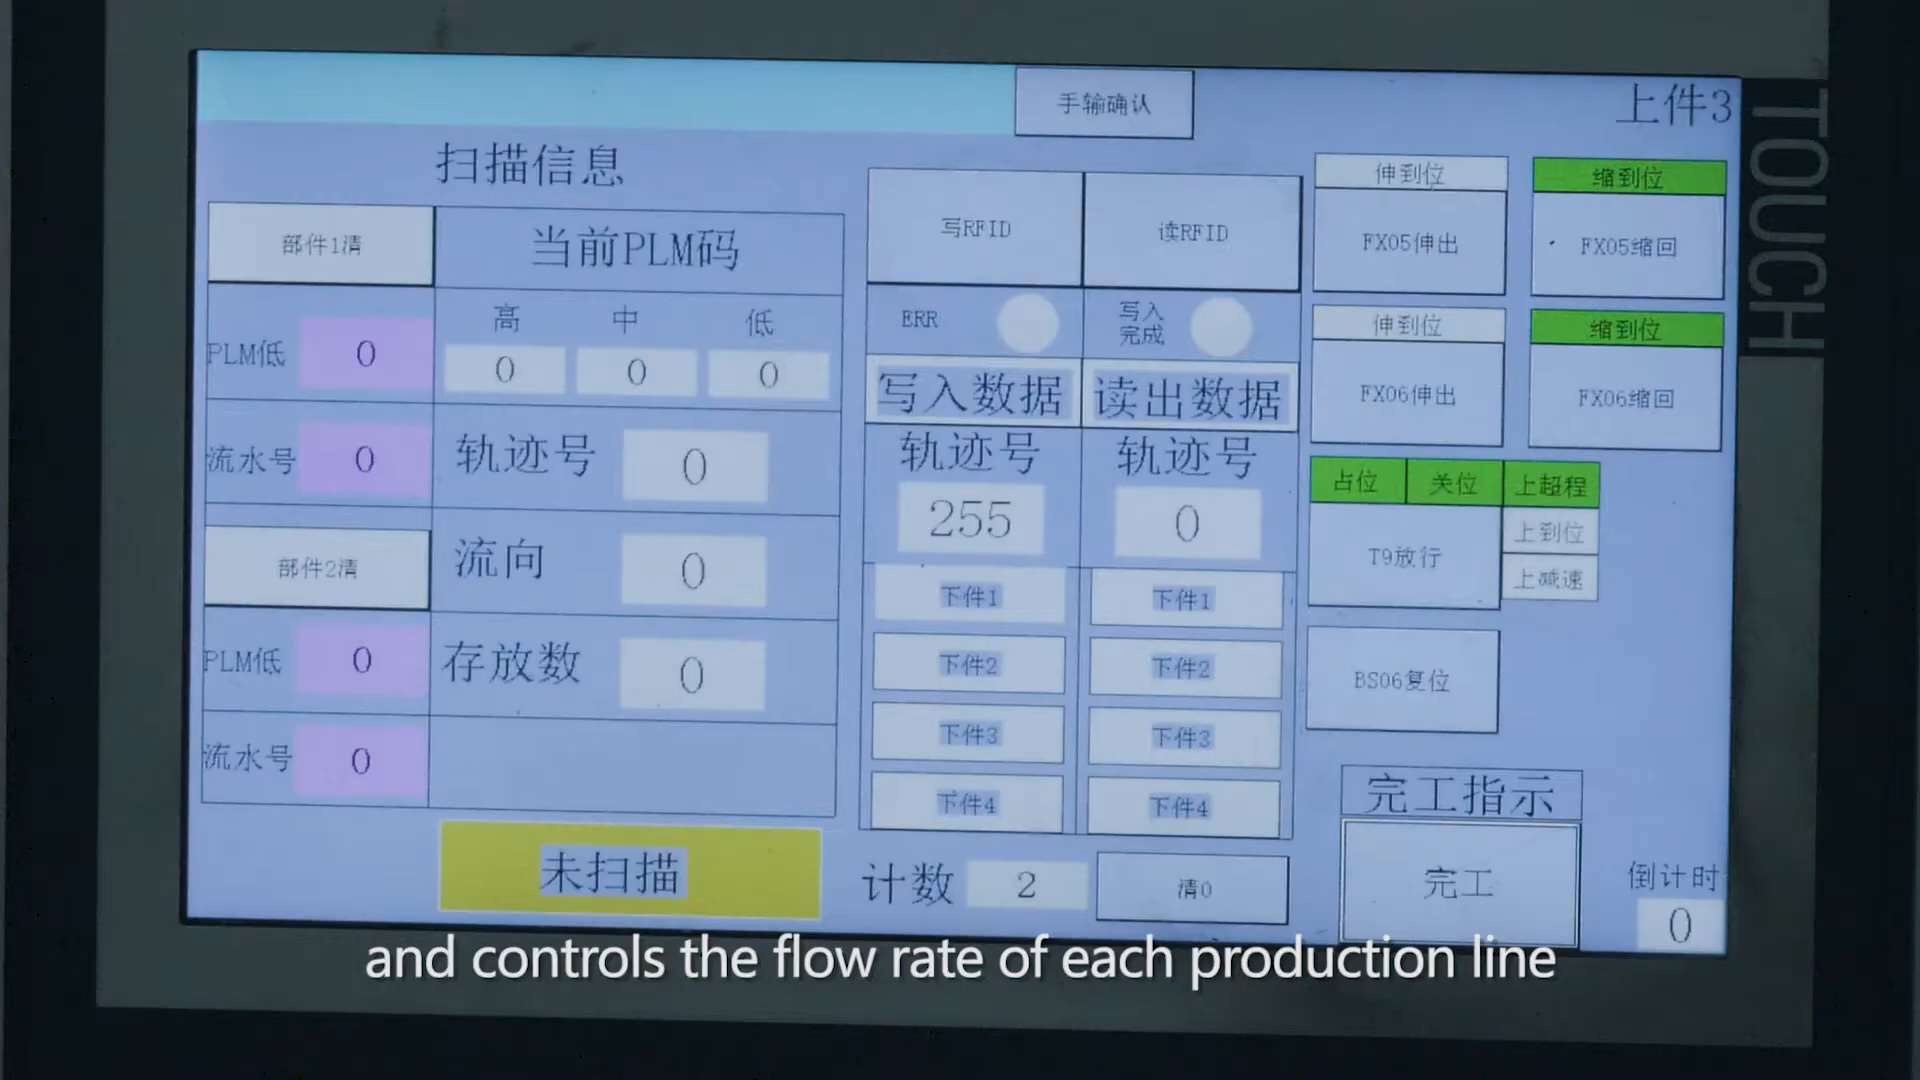 手输确认
上件3
TOUCH
扫描信息
部件1清
当前PLM码
PLM低 0
高 中 低
0 0 0
流水号 0
轨迹号 0
部件2清
流向 0
PLM低 0
存放数 0
流水号 0
未扫描
写RFID 读RFID
ERR 写入完成
写入数据 读出数据
轨迹号 轨迹号
255 0
下件1 下件1
下件2 下件2
下件3 下件3
下件4 下件4
计数 2 清0
伸到位 缩到位
FX05伸出 FX05缩回
伸到位 缩到位
FX06伸出 FX06缩回
占位 关位 上超程
上到位
T9放行
上减速
BS06复位
完工指示
完工
倒计时
0
and controls the flow rate of each production line